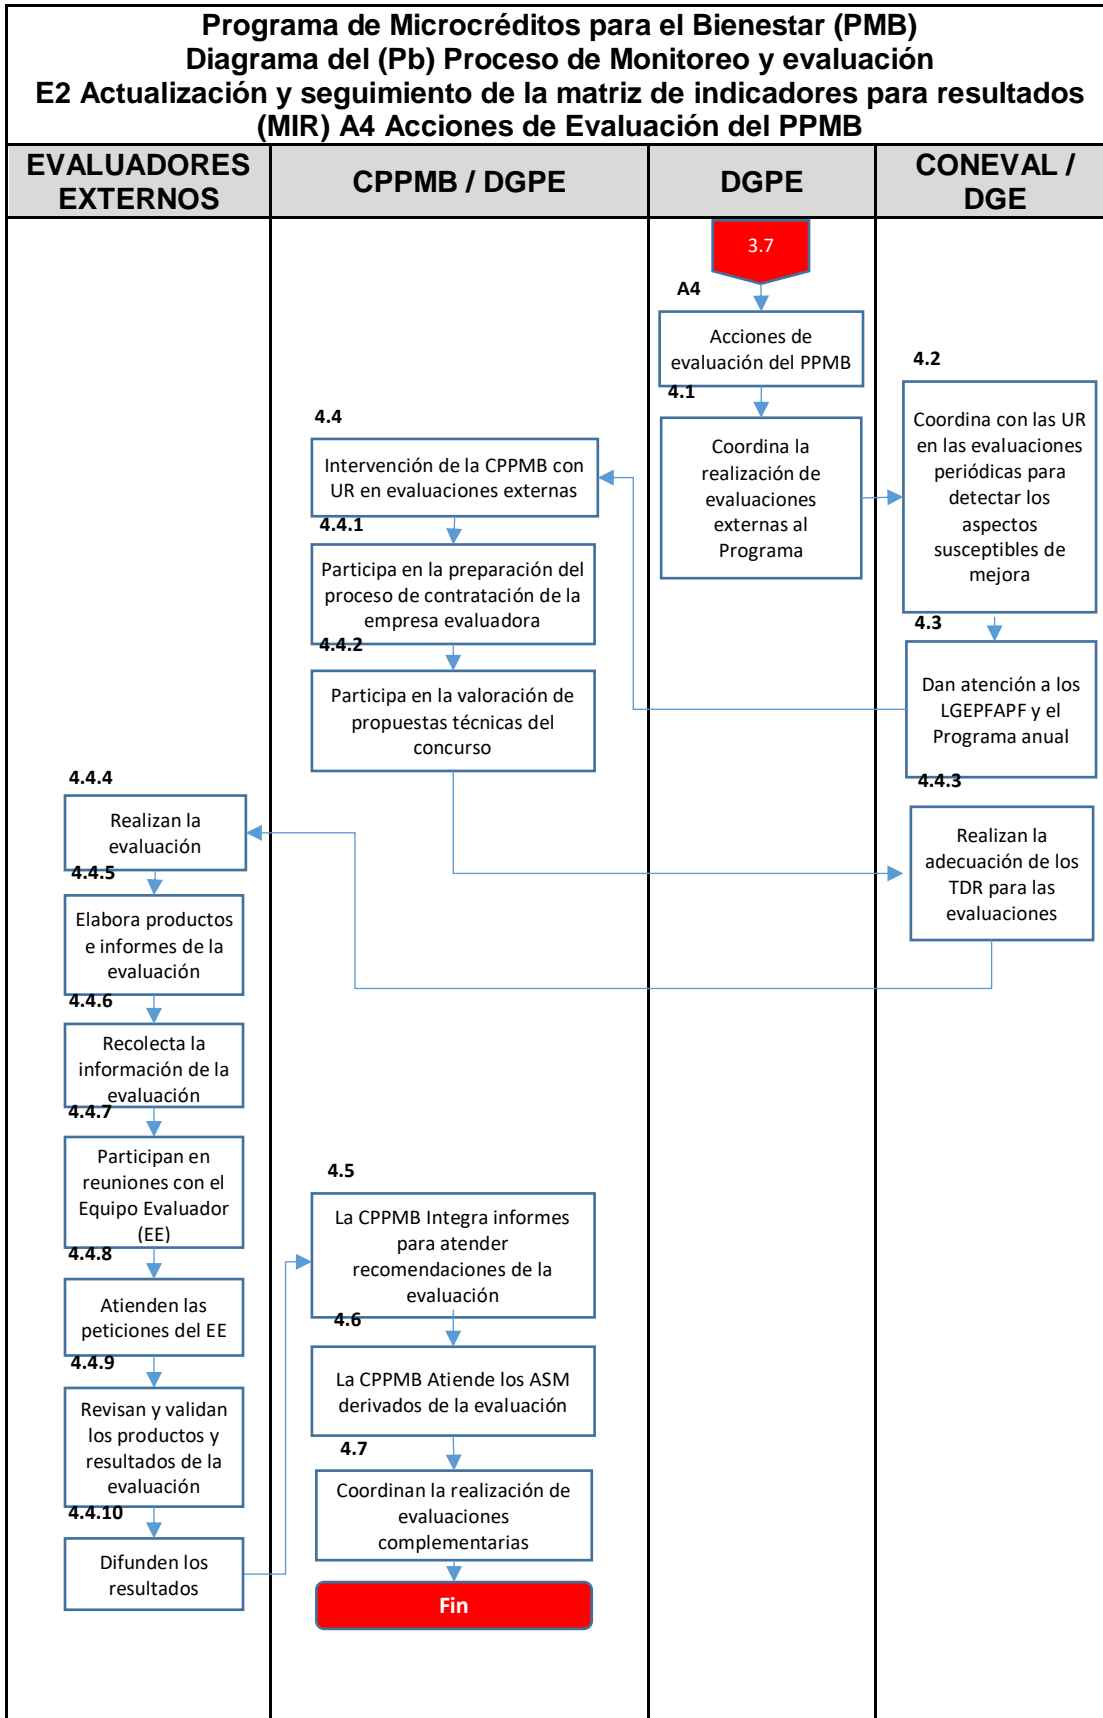 Programa de Microcréditos para el Bienestar (PMB)
Diagrama del (Pb) Proceso de Monitoreo y evaluación
E2 Actualización y seguimiento de la matriz de indicadores para resultados
(MIR) A4 Acciones de Evaluación del PPMB
EVALUADORES
EXTERNOS
CPPMB / DGPE
DGPE
CONEVAL /
DGE
3.7
A4
Acciones de
evaluación del PPMB
4.1
Coordina la
realización de
evaluaciones
externas al
Programa
4.2
Coordina con las UR
en las evaluaciones
periódicas para
detectar los
aspectos
susceptibles de
mejora
4.3
Dan atención a los
LGEPFAPF y el
Programa anual
4.4
Intervención de la CPPMB con
UR en evaluaciones externas
4.4.1
Participa en la preparación del
proceso de contratación de la
empresa evaluadora
4.4.2
Participa en la valoración de
propuestas técnicas del
concurso
4.4.3
Realizan la
adecuación de los
TDR para las
evaluaciones
4.4.4
Realizan la
evaluación
4.4.5
Elabora productos
e informes de la
evaluación
4.4.6
Recolecta la
información de la
evaluación
4.4.7
Participan en
reuniones con el
Equipo Evaluador
(EE)
4.4.8
Atienden las
peticiones del EE
4.4.9
Revisan y validan
los productos y
resultados de la
evaluación
4.4.10
Difunden los
resultados
4.5
La CPPMB Integra informes
para atender
recomendaciones de la
evaluación
4.6
La CPPMB Atiende los ASM
derivados de la evaluación
4.7
Coordinan la realización de
evaluaciones
complementarias
Fin